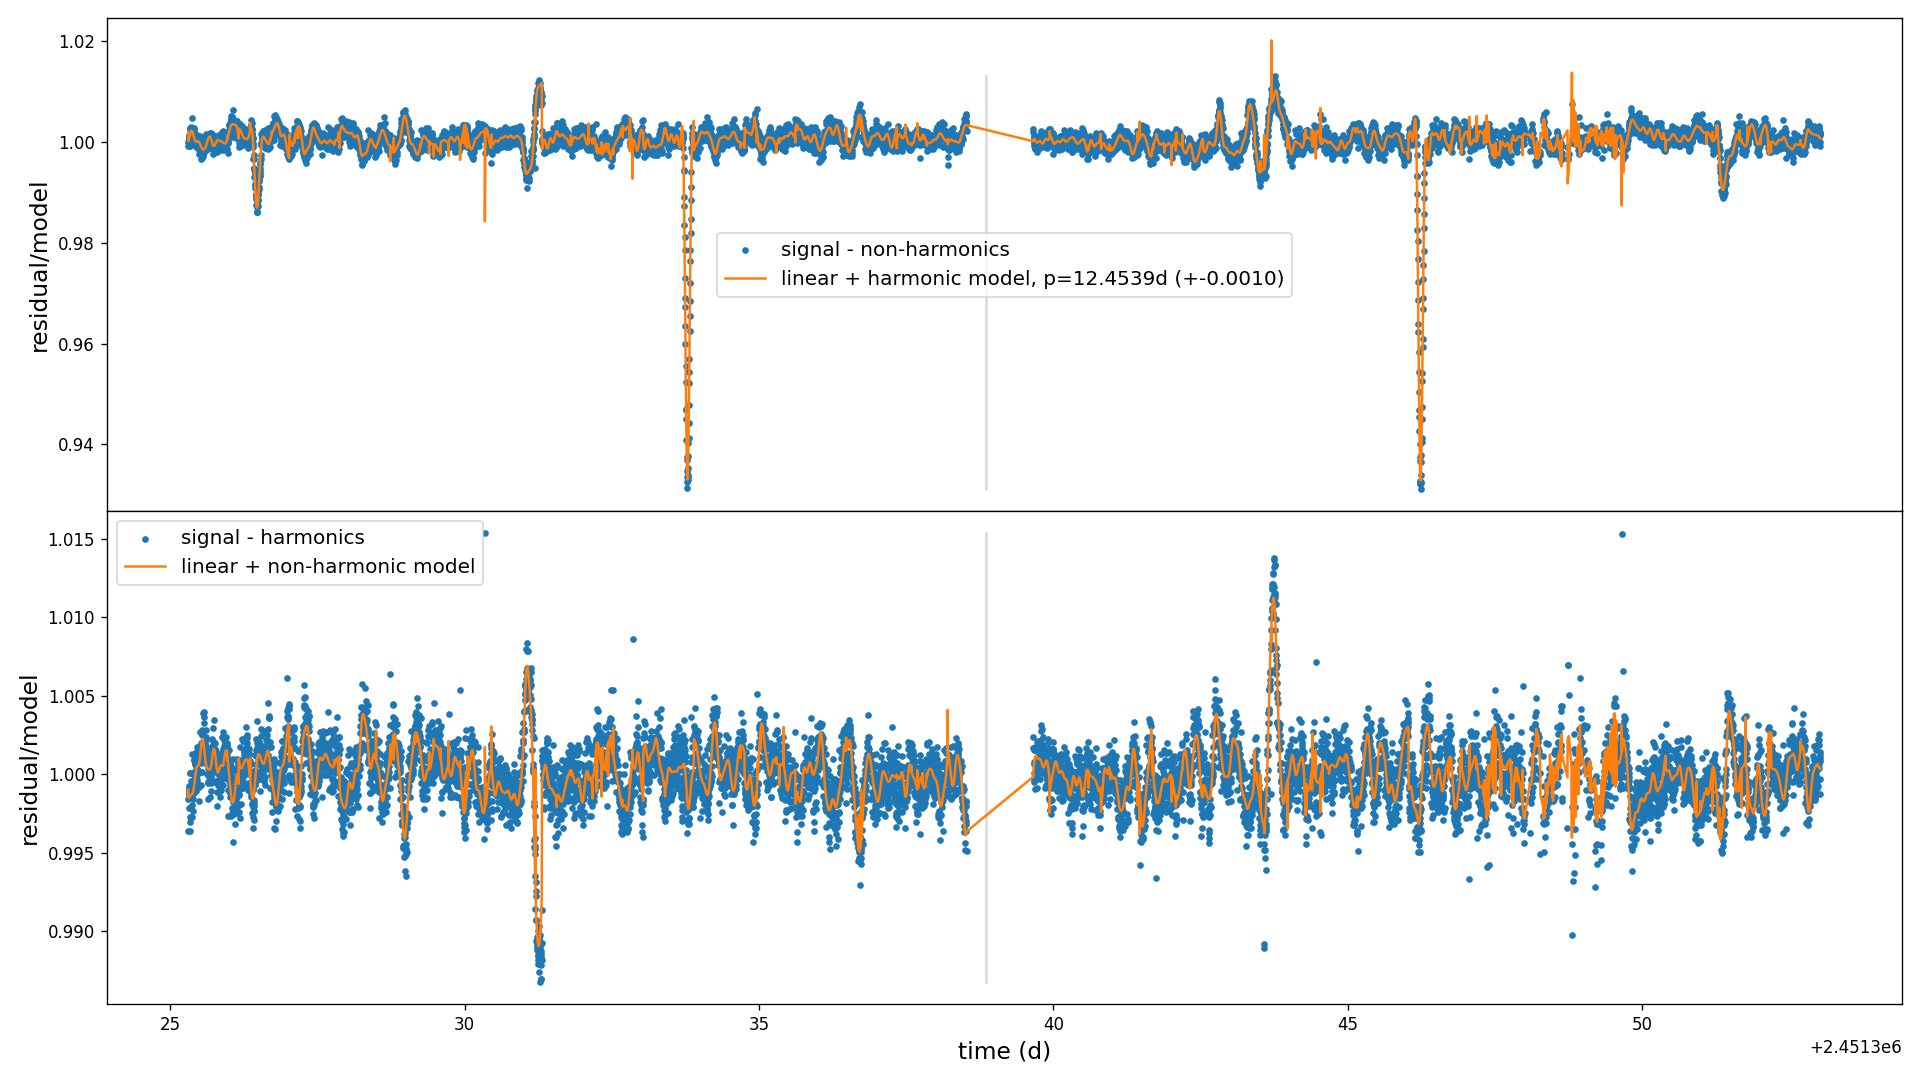 1.02
1.00
0.98
0.96
0.94
residual/model
signal - non-harmonics
linear + harmonic model, p=12.4539d (+-0.0010)
1.015
1.010
1.005
1.000
0.995
0.990
residual/model
signal - harmonics
linear + non-harmonic model
25 30 35 40 45 50
time (d)
+2.4513e6